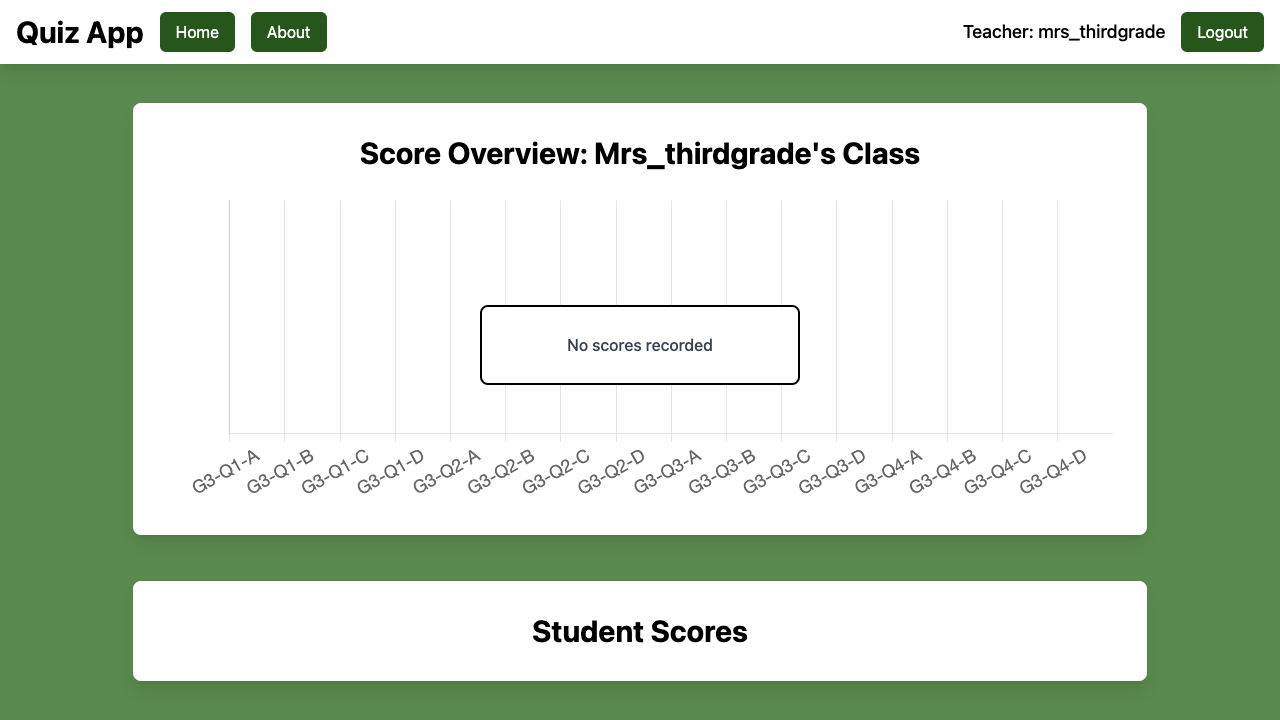 Quiz App
Home
About
Teacher: mrs_thirdgrade
Logout
Score Overview: Mrs_thirdgrade's Class
No scores recorded
G3-Q1-A
G3-Q1-B
G3-Q1-C
G3-Q1-D
G3-Q2-A
G3-Q2-B
G3-Q2-C
G3-Q2-D
G3-Q3-A
G3-Q3-B
G3-Q3-C
G3-Q3-D
G3-Q4-A
G3-Q4-B
G3-Q4-C
G3-Q4-D
Student Scores